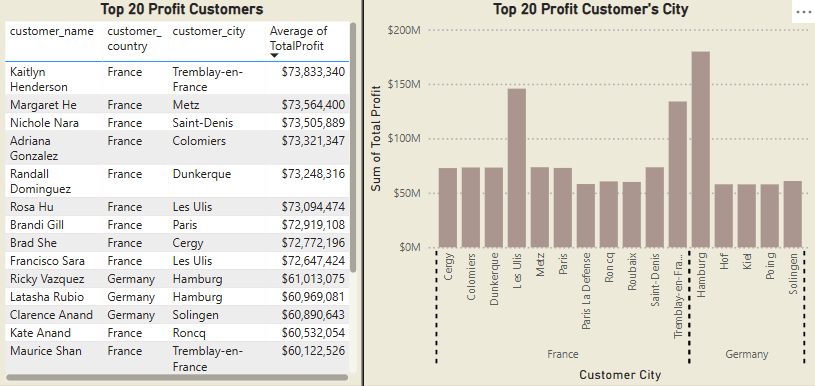 Top 20 Profit Customers
customer_name customer_country customer_city Average of TotalProfit
Kaitlyn Henderson France Tremblay-en-France $73,833,340
Margaret He France Metz $73,564,400
Nichole Nara France Saint-Denis $73,505,889
Adriana Gonzalez France Colomiers $73,321,347
Randall Dominguez France Dunkerque $73,248,316
Rosa Hu France Les Ulis $73,094,474
Brandi Gill France Paris $72,919,108
Brad She France Cergy $72,772,196
Francisco Sara France Les Ulis $72,647,424
Ricky Vazquez Germany Hamburg $61,013,075
Latasha Rubio Germany Hamburg $60,969,081
Clarence Anand Germany Solingen $60,890,643
Kate Anand France Roncq $60,532,054
Maurice Shan France Tremblay-en-France $60,122,526
Top 20 Profit Customer's City
...
Sum of Total Profit
$200M
$150M
$100M
$50M
$0M
Cergy
Colomiers
Dunkerque
Les Ulis
Metz
Paris
Paris La Defense
Roncq
Roubaix
Saint-Denis
Tremblay-en-Fra...
Hamburg
Hof
Kiel
Poing
Solingen
France
Germany
Customer City